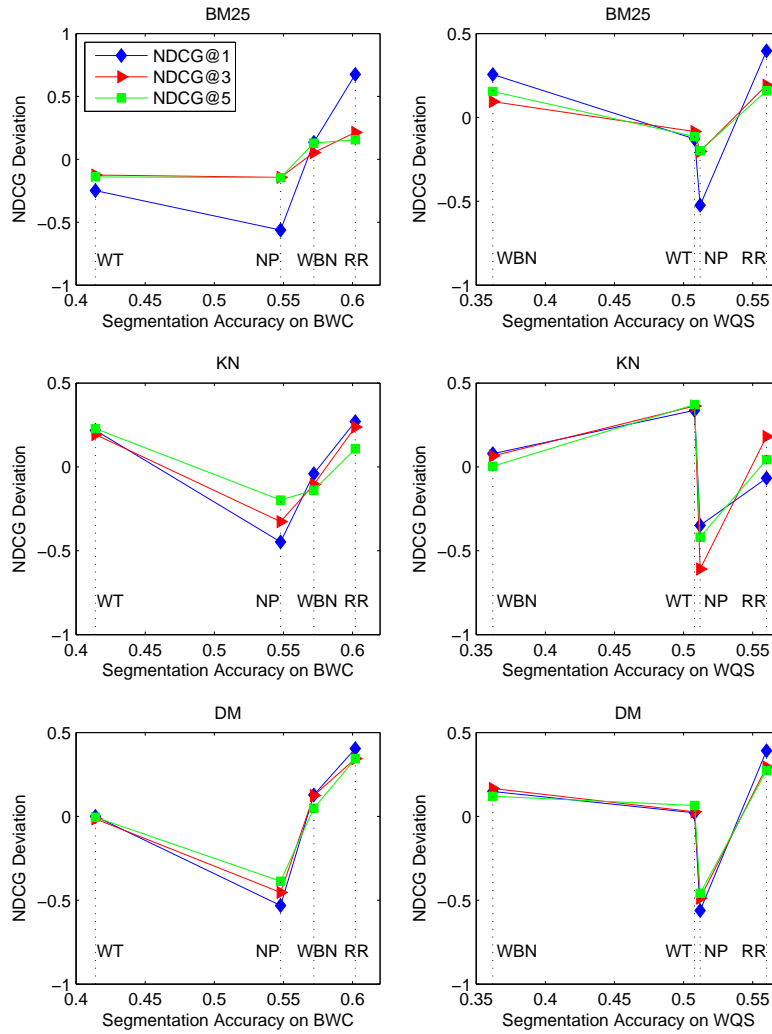 BM25
1
0.5
0
−0.5
−1
NDCG Deviation
NDCG@1
NDCG@3
NDCG@5
WT
NP
WBN
RR
0.4
0.45
0.5
0.55
0.6
Segmentation Accuracy on BWC
BM25
0.5
0
−0.5
−1
NDCG Deviation
WBN
WT
NP
RR
0.35
0.4
0.45
0.5
0.55
Segmentation Accuracy on WQS
KN
0.5
0
−0.5
−1
NDCG Deviation
WT
NP
WBN
RR
0.4
0.45
0.5
0.55
0.6
Segmentation Accuracy on BWC
KN
0.5
0
−0.5
−1
NDCG Deviation
WBN
WT
NP
RR
0.35
0.4
0.45
0.5
0.55
Segmentation Accuracy on WQS
DM
0.5
0
−0.5
−1
NDCG Deviation
WT
NP
WBN
RR
0.4
0.45
0.5
0.55
0.6
Segmentation Accuracy on BWC
DM
0.5
0
−0.5
−1
NDCG Deviation
WBN
WT
NP
RR
0.35
0.4
0.45
0.5
0.55
Segmentation Accuracy on WQS